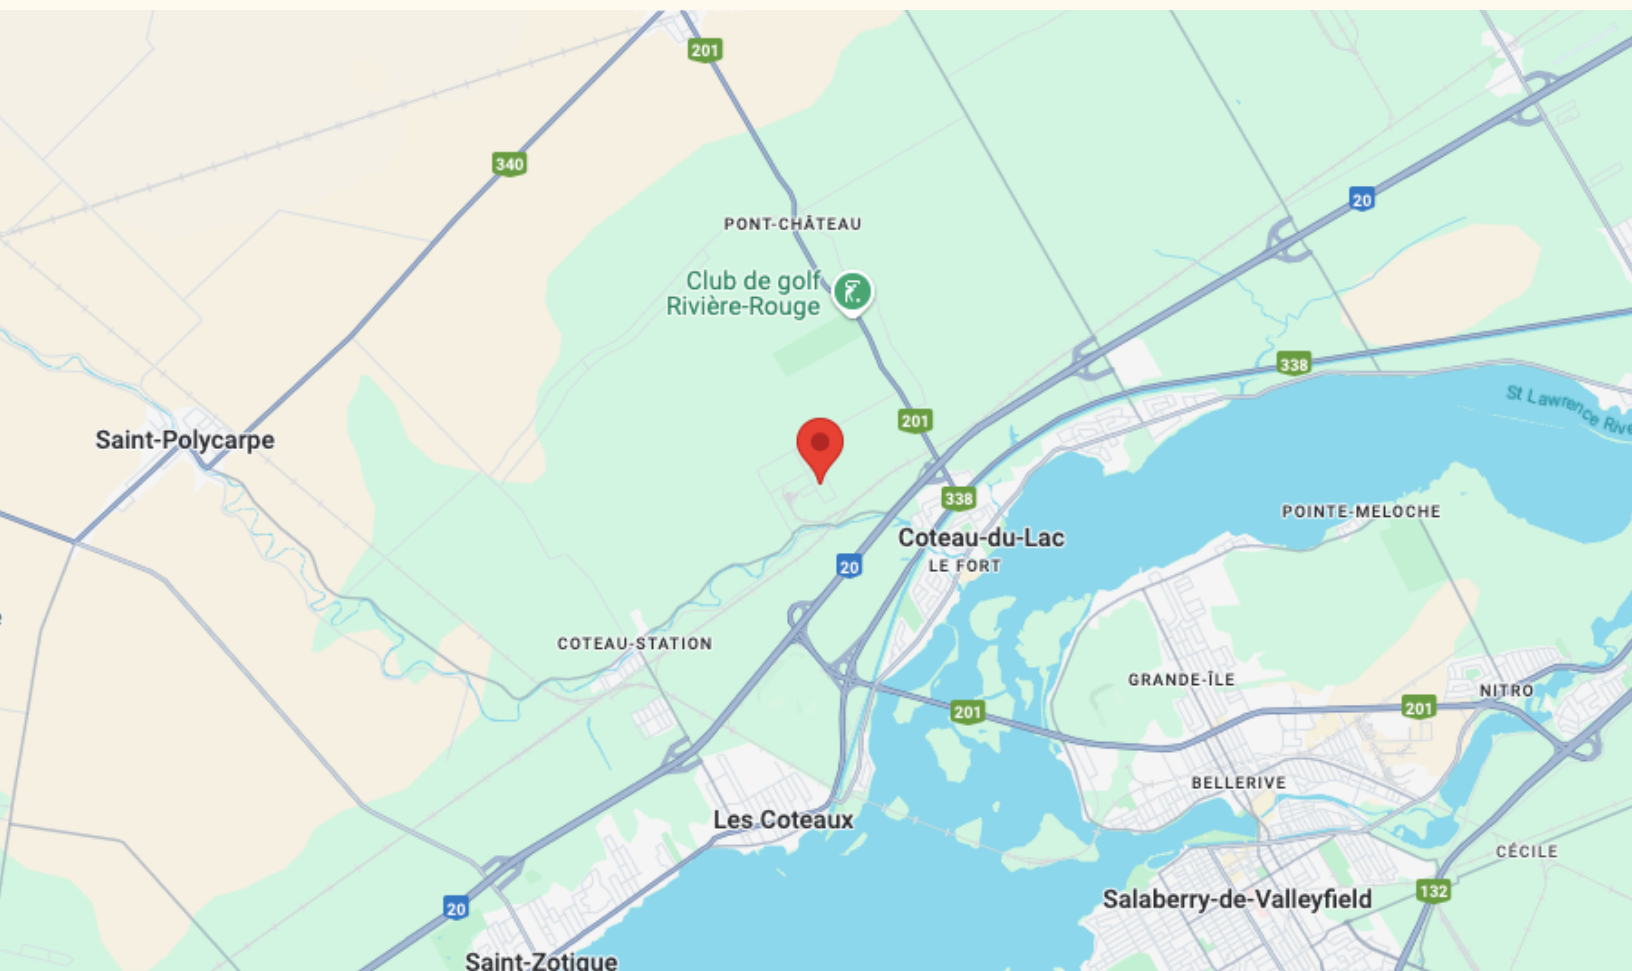 201
340
20
PONT-CHÂTEAU
Club de golf
Rivière-Rouge
338
St Lawrence
201
Saint-Polycarpe
338
POINTE-MELOCHE
Coteau-du-Lac
LE FORT
20
COTEAU-STATION
GRANDE-ÎLE
NITRO
201
201
BELLERIVE
Les Coteaux
CÉCILE
132
Salaberry-de-Valleyfield
20
Saint-Zotique